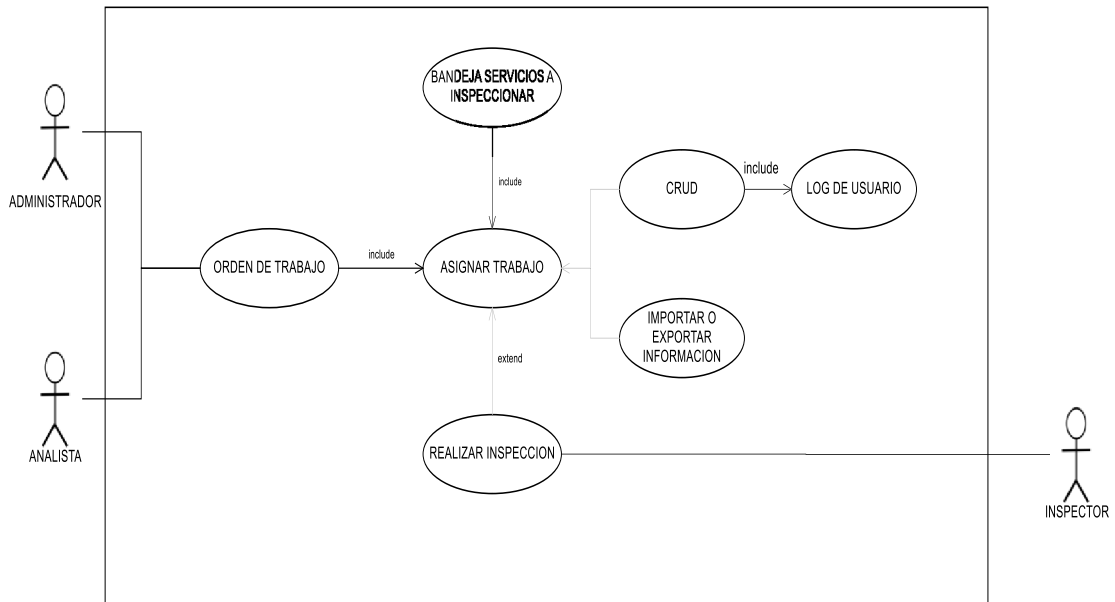 BANDEJA SERVICIOS A
INSPECCIONAR
ADMINISTRADOR
include
CRUD
include
LOG DE USUARIO
ORDEN DE TRABAJO
include
ASIGNAR TRABAJO
IMPORTAR O
EXPORTAR
INFORMACION
extend
ANALISTA
REALIZAR INSPECCION
INSPECTOR